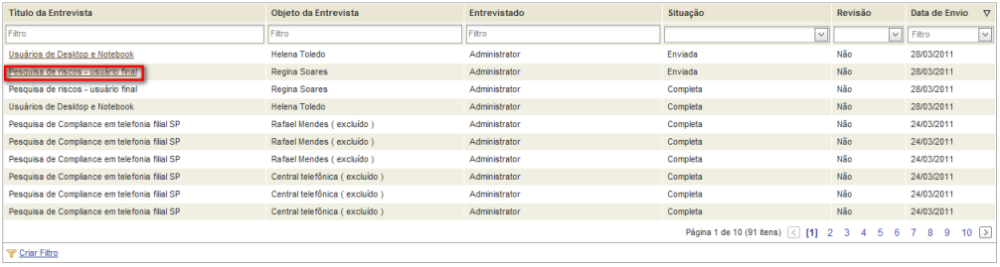 Título da Entrevista Objeto da Entrevista Entrevistado Situação Revisão Data de Envio
Filtro Filtro Filtro Filtro
Usuários de Desktop e Notebook Helena Toledo Administrator Enviada Não 28/03/2011
Pesquisa de riscos - usuário final Regina Soares Administrator Enviada Não 28/03/2011
Pesquisa de riscos - usuário final Regina Soares Administrator Completa Não 28/03/2011
Usuários de Desktop e Notebook Helena Toledo Administrator Completa Não 28/03/2011
Pesquisa de Compliance em telefonia filial SP Rafael Mendes ( excluído ) Administrator Completa Não 24/03/2011
Pesquisa de Compliance em telefonia filial SP Rafael Mendes ( excluído ) Administrator Completa Não 24/03/2011
Pesquisa de Compliance em telefonia filial SP Rafael Mendes ( excluído ) Administrator Completa Não 24/03/2011
Pesquisa de Compliance em telefonia filial SP Central telefônica ( excluído ) Administrator Completa Não 24/03/2011
Pesquisa de Compliance em telefonia filial SP Central telefônica ( excluído ) Administrator Completa Não 24/03/2011
Pesquisa de Compliance em telefonia filial SP Central telefônica ( excluído ) Administrator Completa Não 24/03/2011
Página 1 de 10 (91 itens) < [1] 2 3 4 5 6 7 8 9 10 >
Criar Filtro